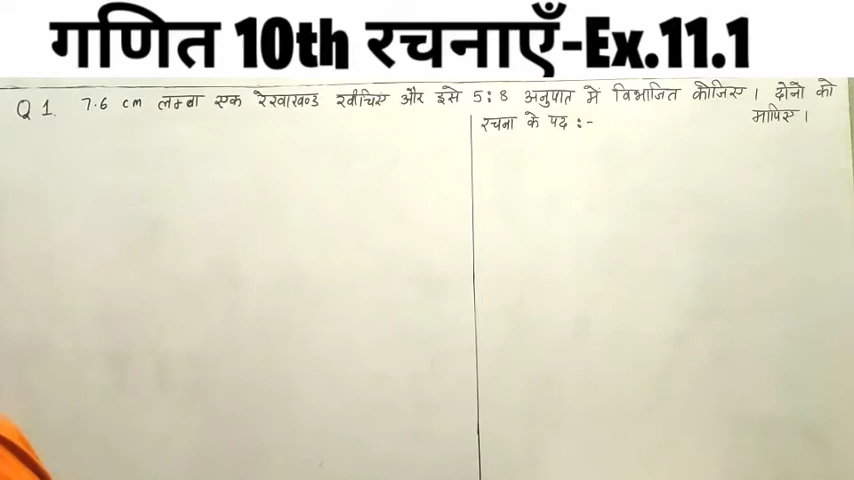 गणित 10th रचनाएँ-Ex.11.1
Q 1. 7.6 cm लम्बा एक रेखाखण्ड खींचिए और इसे 5:8 अनुपात में विभाजित कीजिए। दोनों को
मापिए।
रचना के पद :-